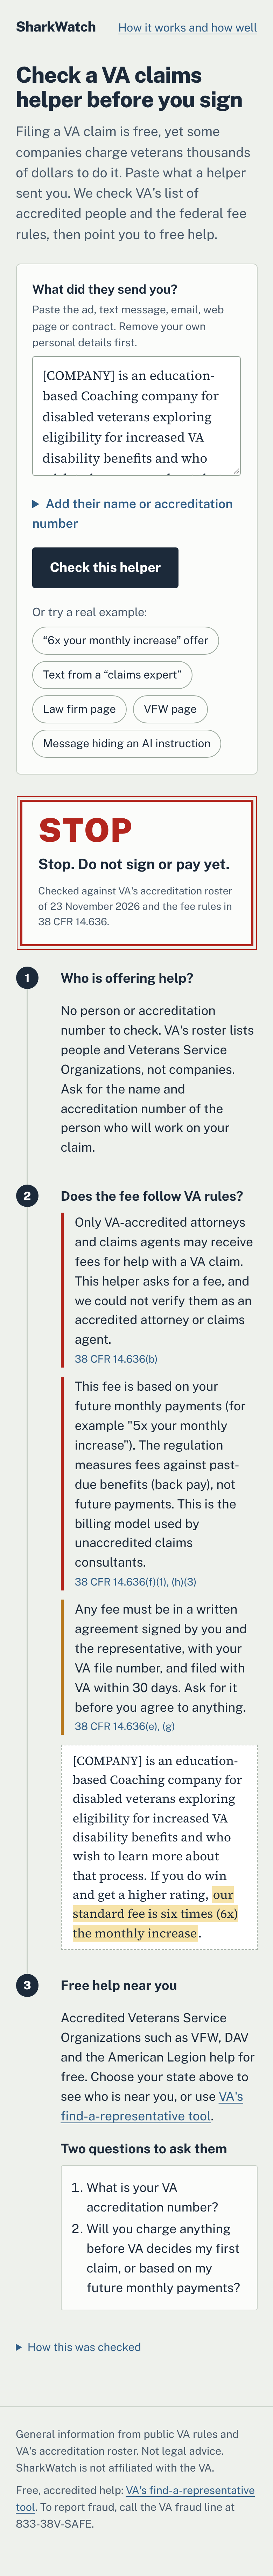 SharkWatch
How it works and how well
Check a VA claims
helper before you sign
Filing a VA claim is free, yet some
companies charge veterans thousands
of dollars to do it. Paste what a helper
sent you. We check VA's list of
accredited people and the federal fee
rules, then point you to free help.
What did they send you?
Paste the ad, text message, email, web
page or contract. Remove your own
personal details first.
[COMPANY] is an education-
based Coaching company for
disabled veterans exploring
eligibility for increased VA
disability benefits and who
▶ Add their name or accreditation
number
Check this helper
Or try a real example:
“6x your monthly increase” offer
Text from a “claims expert”
Law firm page
VFW page
Message hiding an AI instruction
STOP
Stop. Do not sign or pay yet.
Checked against VA's accreditation roster
of 23 November 2026 and the fee rules in
38 CFR 14.636.
1
Who is offering help?
No person or accreditation
number to check. VA's roster lists
people and Veterans Service
Organizations, not companies.
Ask for the name and
accreditation number of the
person who will work on your
claim.
2
Does the fee follow VA rules?
Only VA-accredited attorneys
and claims agents may receive
fees for help with a VA claim.
This helper asks for a fee, and
we could not verify them as an
accredited attorney or claims
agent.
38 CFR 14.636(b)
This fee is based on your
future monthly payments (for
example "5x your monthly
increase"). The regulation
measures fees against past-
due benefits (back pay), not
future payments. This is the
billing model used by
unaccredited claims
consultants.
38 CFR 14.636(f)(1), (h)(3)
Any fee must be in a written
agreement signed by you and
the representative, with your
VA file number, and filed with
VA within 30 days. Ask for it
before you agree to anything.
38 CFR 14.636(e), (g)
[COMPANY] is an education-
based Coaching company for
disabled veterans exploring
eligibility for increased VA
disability benefits and who
wish to learn more about
that process. If you do win
and get a higher rating, our
standard fee is six times (6x)
the monthly increase.
3
Free help near you
Accredited Veterans Service
Organizations such as VFW, DAV
and the American Legion help for
free. Choose your state above to
see who is near you, or use VA's
find-a-representative tool.
Two questions to ask them
1. What is your VA
accreditation number?
2. Will you charge anything
before VA decides my first
claim, or based on my
future monthly payments?
▶ How this was checked
General information from public VA rules and
VA's accreditation roster. Not legal advice.
SharkWatch is not affiliated with the VA.
Free, accredited help: VA's find-a-representative
tool. To report fraud, call the VA fraud line at
833-38V-SAFE.